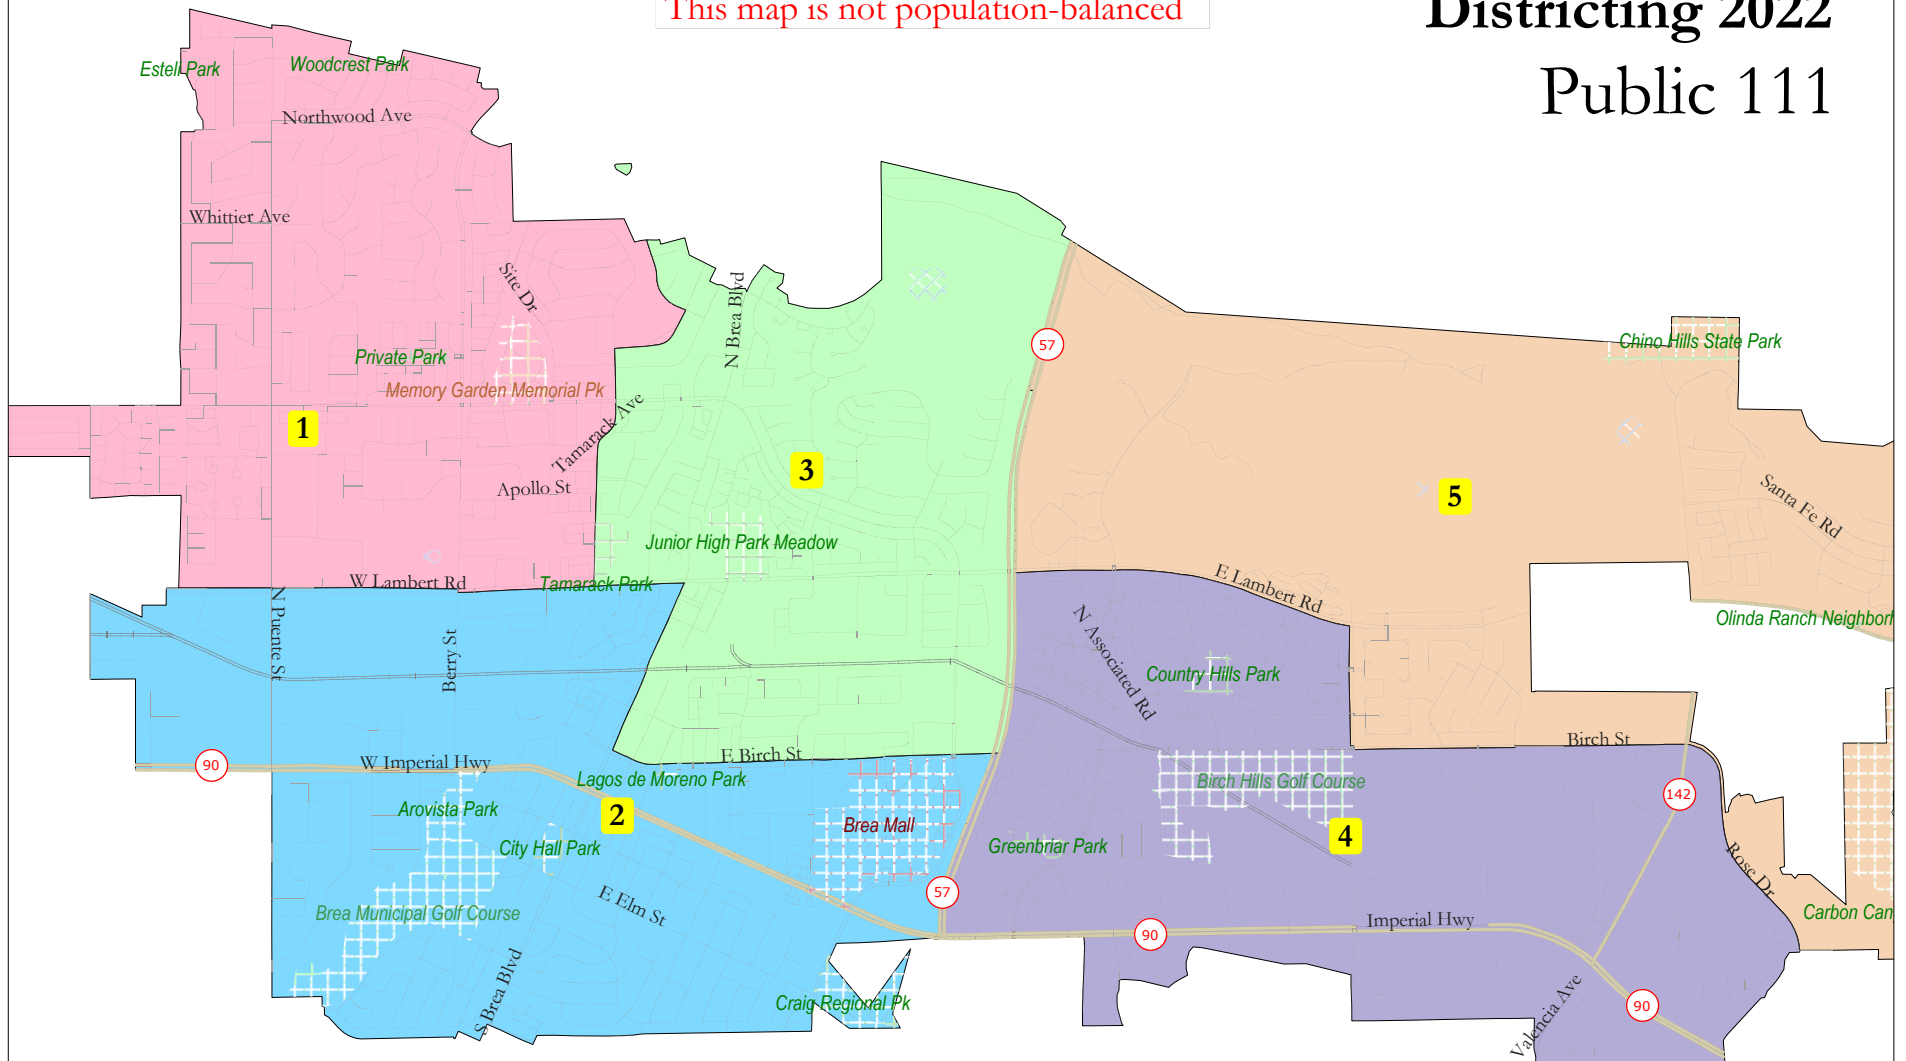 This map is not population-balanced
Districting 2022
Public 111
Estell Park
Woodcrest Park
Northwood Ave
Whittier Ave
Site Dr
N Brea Blvd
57
Private Park
Memory Garden Memorial Pk
Chino Hills State Park
1
Tamarack Ave
3
5
Apollo St
Santa Fe Rd
Junior High Park Meadow
W Lambert Rd
Tamarack Park
E Lambert Rd
N Puente St
Berry St
N Associated Rd
Country Hills Park
Olinda Ranch Neighborh
90
W Imperial Hwy
E Birch St
Birch St
Lagos de Moreno Park
Birch Hills Golf Course
142
Arovista Park
2
Brea Mall
4
City Hall Park
Greenbriar Park
Rose Dr
57
E Elm St
Brea Municipal Golf Course
90
Imperial Hwy
Carbon Can
S Brea Blvd
Craig Regional Pk
Valencia Ave
90